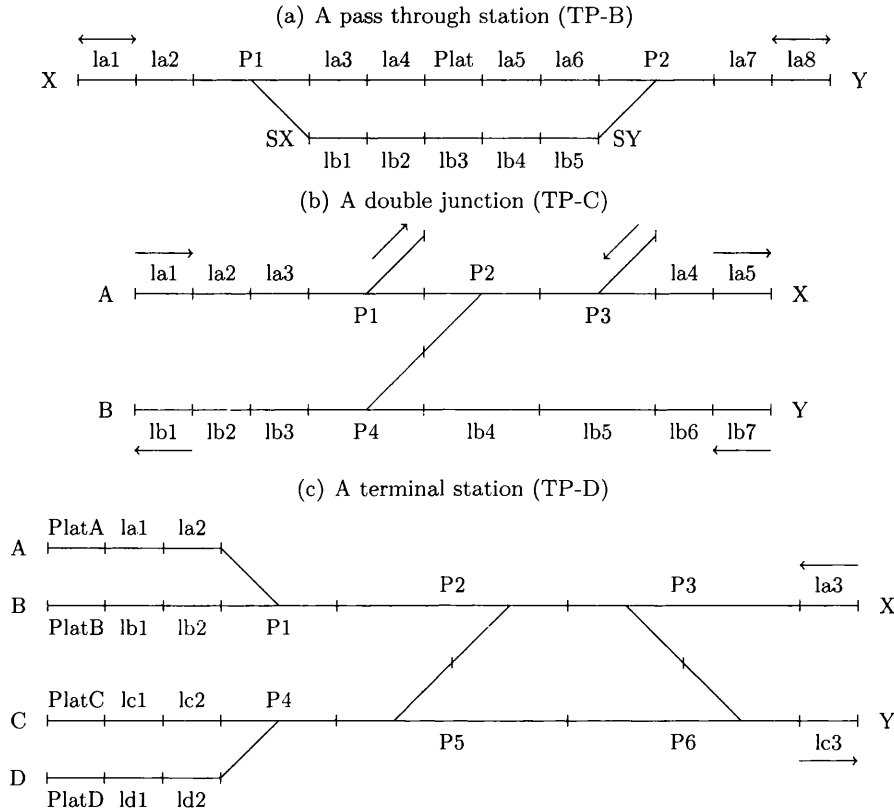 (a) A pass through station (TP-B)
la1 la2 P1 la3 la4 Plat la5 la6 P2 la7 la8
X Y
SX SY
lb1 lb2 lb3 lb4 lb5
(b) A double junction (TP-C)
la1 la2 la3 P2 la4 la5
A X
P1 P3
B Y
lb1 lb2 lb3 P4 lb4 lb5 lb6 lb7
(c) A terminal station (TP-D)
PlatA la1 la2
A
P2 P3 la3
B X
PlatB lb1 lb2 P1
PlatC lc1 lc2 P4
C Y
P5 P6 lc3
D
PlatD ld1 ld2